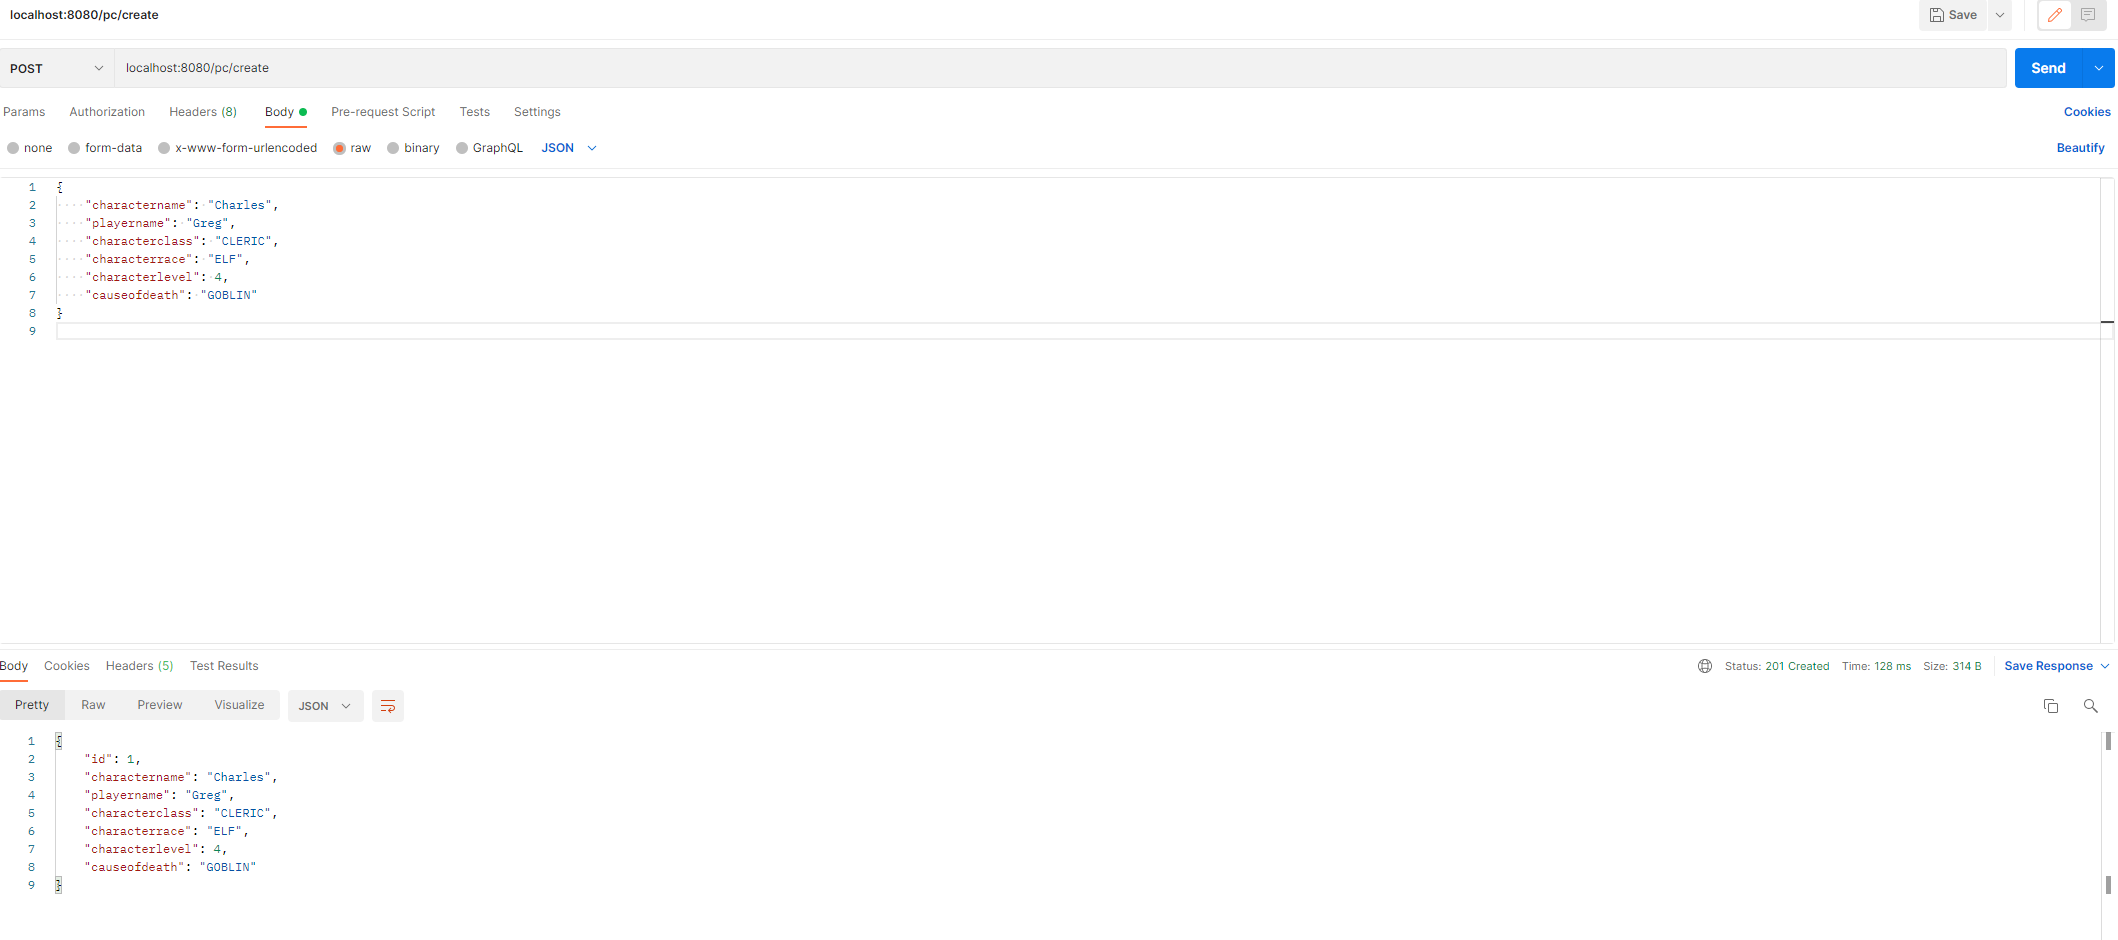 localhost:8080/pc/create
Save
POST
localhost:8080/pc/create
Send
Params Authorization Headers (8) Body Pre-request Script Tests Settings Cookies
none form-data x-www-form-urlencoded raw binary GraphQL JSON Beautify
1 {
2 "charactername": "Charles",
3 "playername": "Greg",
4 "characterclass": "CLERIC",
5 "characterrace": "ELF",
6 "characterlevel": 4,
7 "causeofdeath": "GOBLIN"
8 }
9
Body Cookies Headers (5) Test Results Status: 201 Created Time: 128 ms Size: 314 B Save Response
Pretty Raw Preview Visualize JSON
1 {
2 "id": 1,
3 "charactername": "Charles",
4 "playername": "Greg",
5 "characterclass": "CLERIC",
6 "characterrace": "ELF",
7 "characterlevel": 4,
8 "causeofdeath": "GOBLIN"
9 }